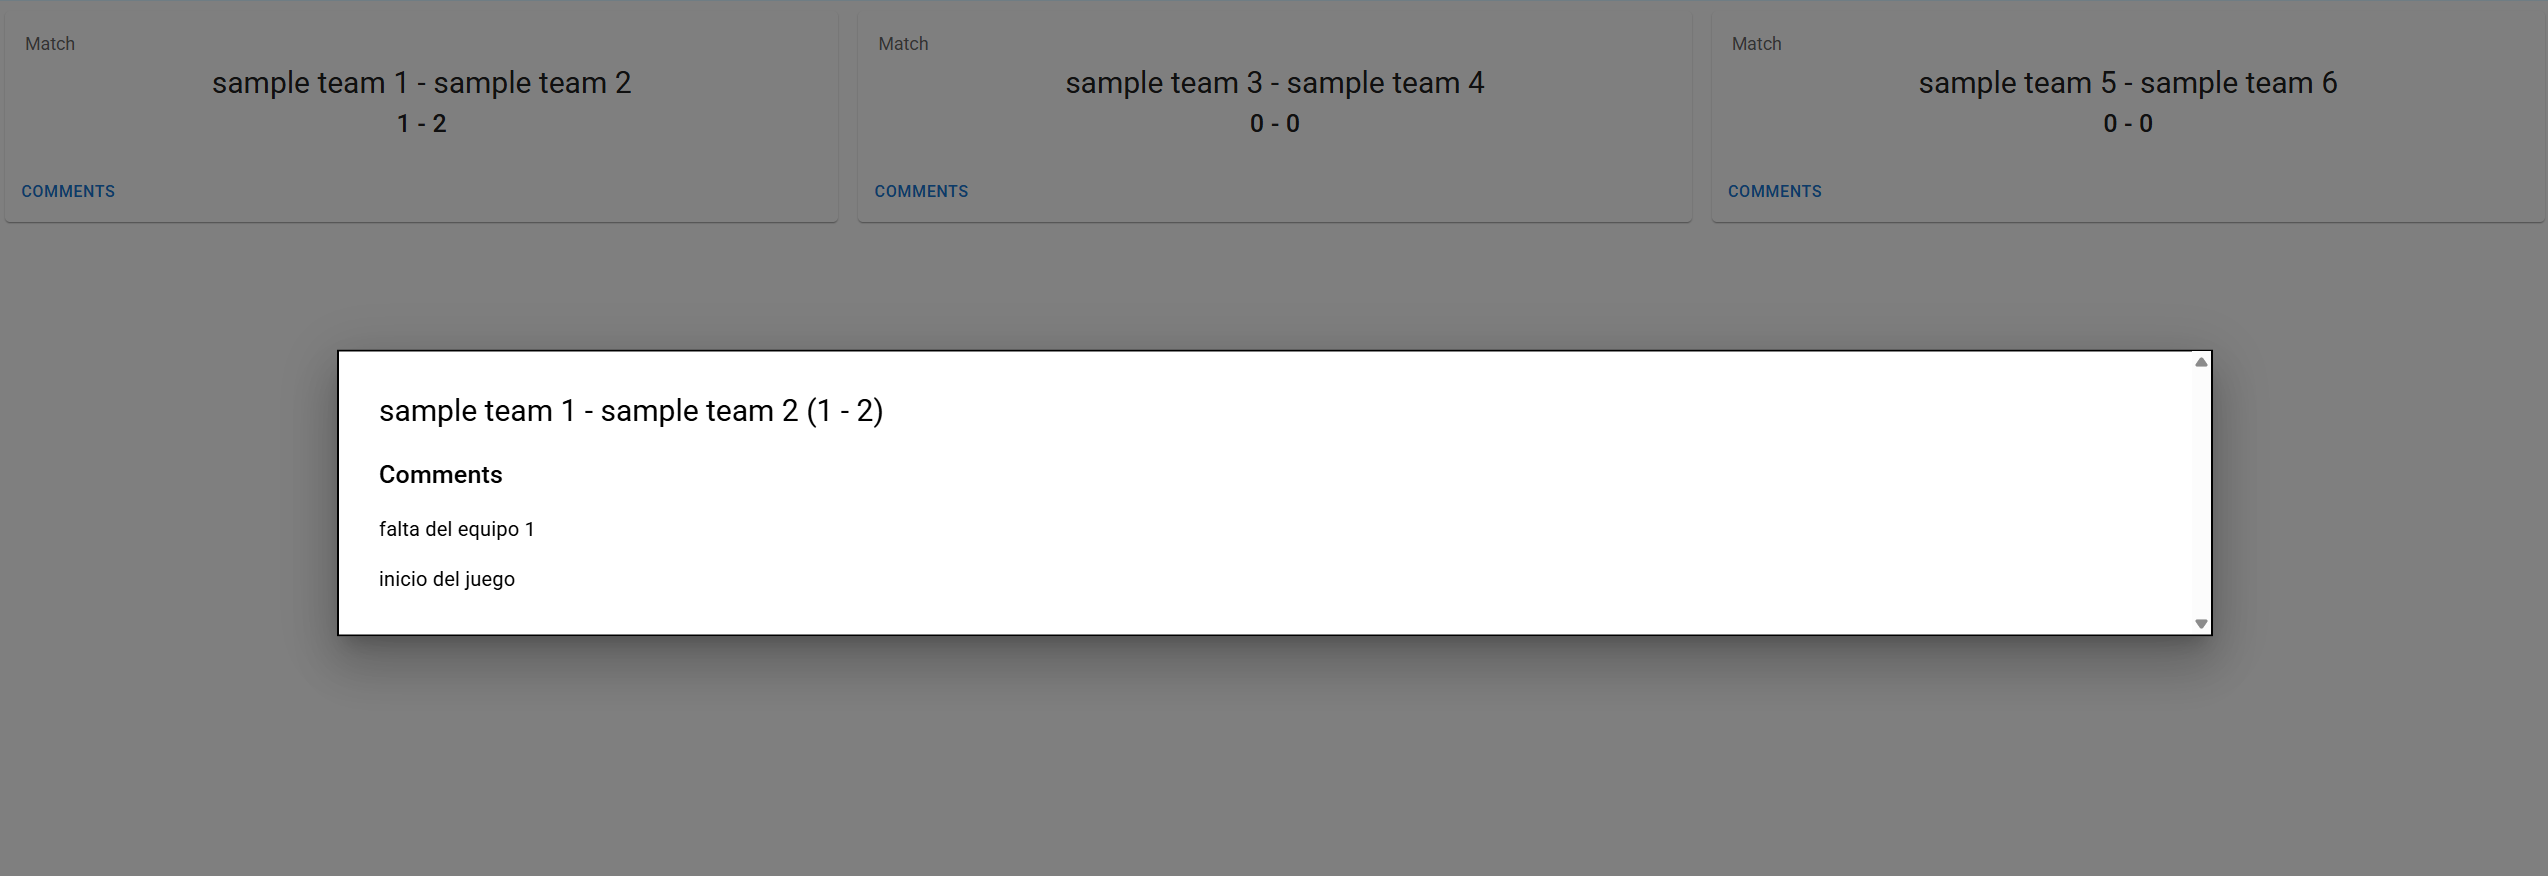 Match
sample team 1 - sample team 2
1 - 2
COMMENTS
Match
sample team 3 - sample team 4
0 - 0
COMMENTS
Match
sample team 5 - sample team 6
0 - 0
COMMENTS
sample team 1 - sample team 2 (1 - 2)
Comments
falta del equipo 1
inicio del juego